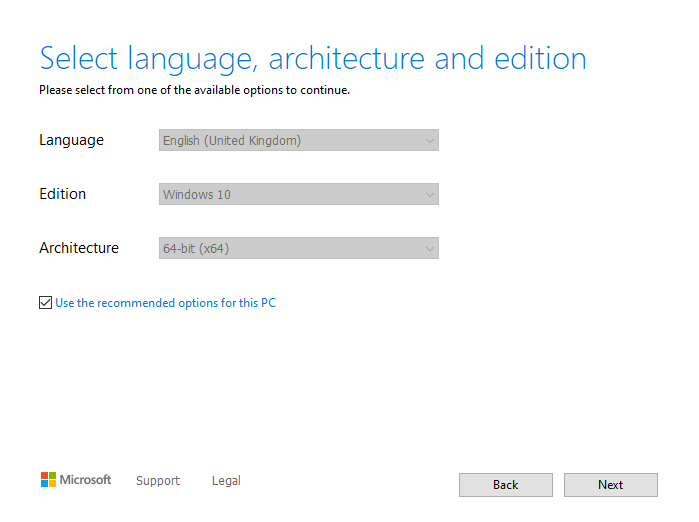 Select language, architecture and edition
Please select from one of the available options to continue.
Language English (United Kingdom)
Edition Windows 10
Architecture 64-bit (x64)
Use the recommended options for this PC
Microsoft Support Legal Back Next